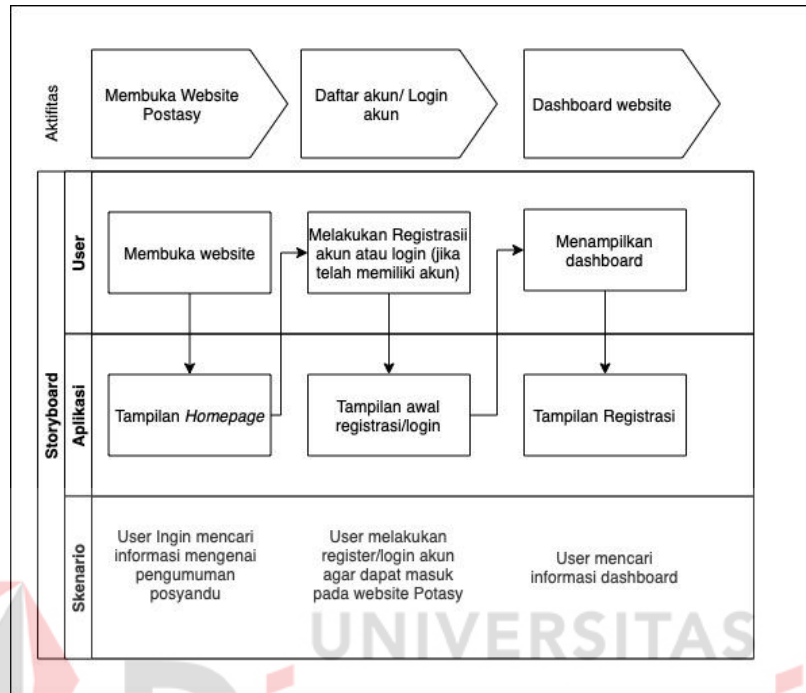 Aktifitas
Membuka Website
Postasy
Daftar akun/ Login
akun
Dashboard website
Storyboard
User
Membuka website
Melakukan Registrasii
akun atau login (jika
telah memiliki akun)
Menampilkan
dashboard
Aplikasi
Tampilan Homepage
Tampilan awal
registrasi/login
Tampilan Registrasi
Skenario
User Ingin mencari
informasi mengenai
pengumuman
posyandu
User melakukan
register/login akun
agar dapat masuk
pada website Potasy
User mencari
informasi dashboard
UNIVERSITAS